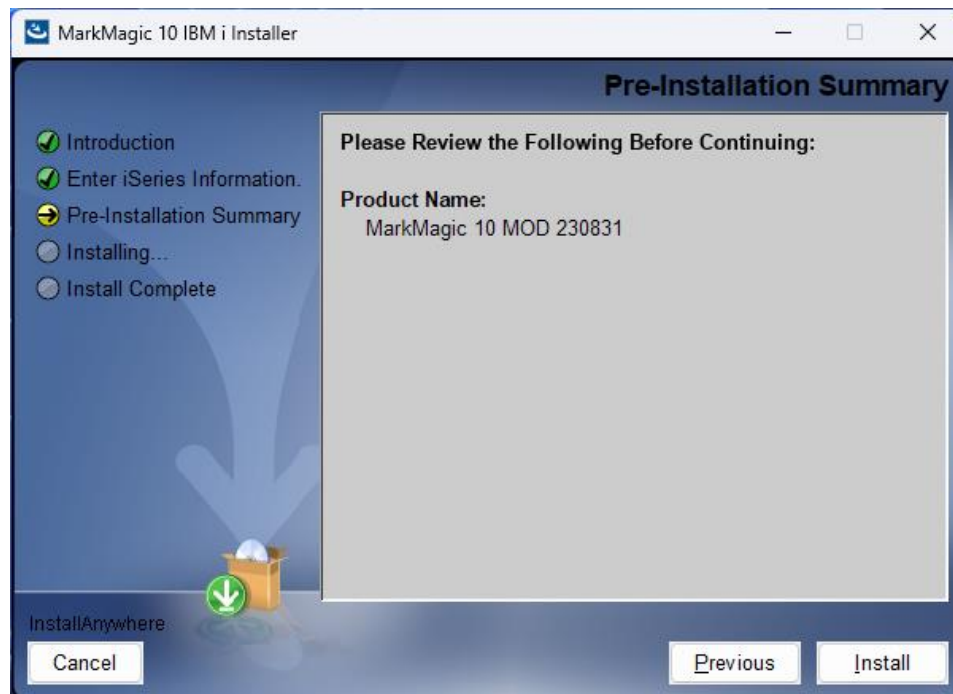 MarkMagic 10 IBM i Installer
Pre-Installation Summary
Introduction
Enter iSeries Information.
Pre-Installation Summary
Installing...
Install Complete
Please Review the Following Before Continuing:
Product Name:
MarkMagic 10 MOD 230831
InstallAnywhere
Cancel
Previous
Install